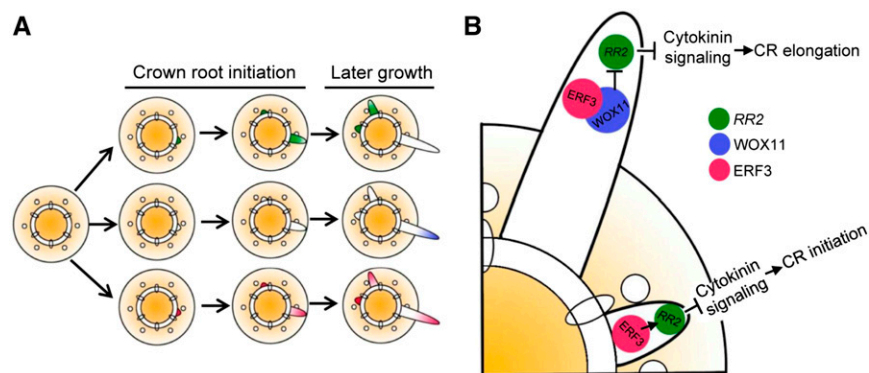 A
Crown root initiation
Later growth
B
RR2
Cytokinin
signaling
CR elongation
ERF3
WOX11
RR2
WOX11
ERF3
Cytokinin
signaling
CR initiation
ERF3
RR2